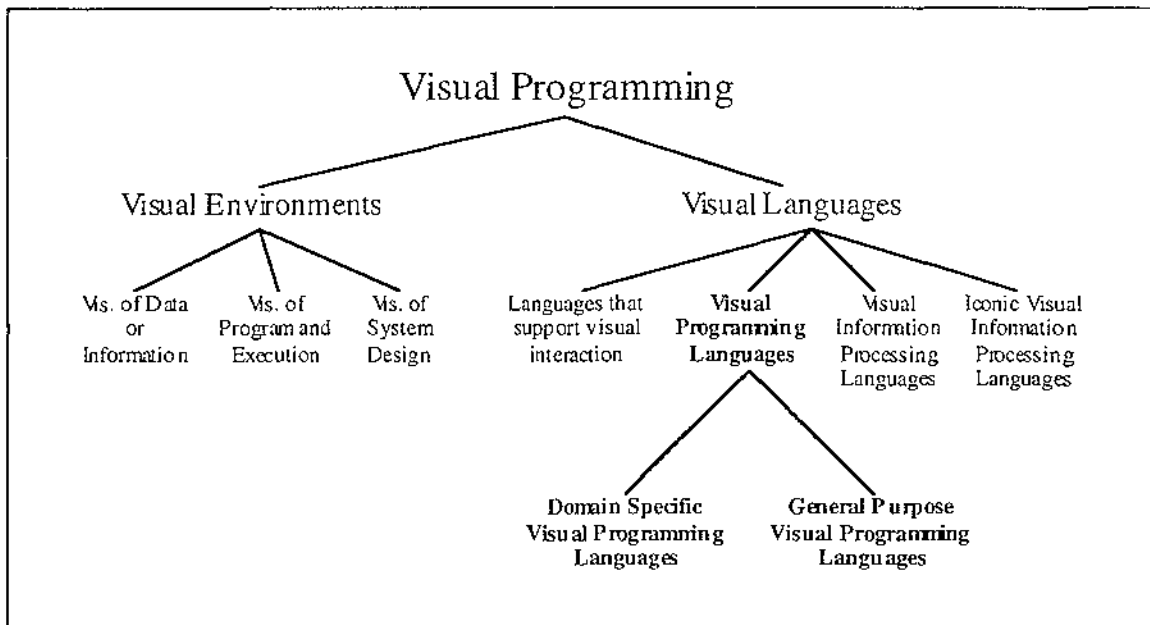 Visual Programming
Visual Environments
Visual Languages
Vis. of Data
or
Information
Vis. of
Program and
Execution
Vis. of
System
Design
Languages that
support visual
interaction
Visual
Programming
Languages
Visual
Information
Processing
Languages
Iconic Visual
Information
Processing
Languages
Domain Specific
Visual Programming
Languages
General Purpose
Visual Programming
Languages